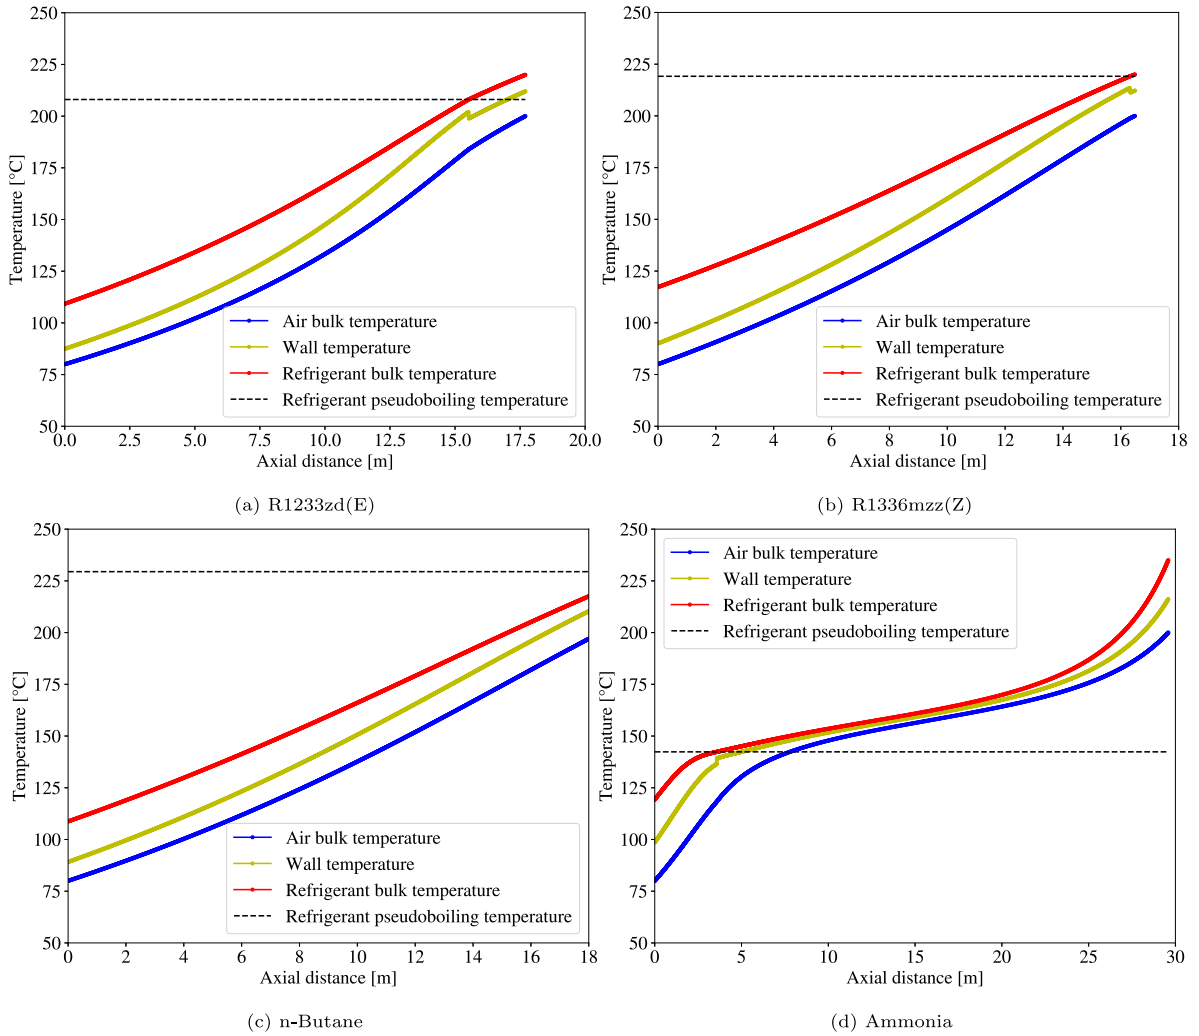 250
225
200
175
150
125
100
75
50
Temperature [°C]
Air bulk temperature
Wall temperature
Refrigerant bulk temperature
Refrigerant pseudoboiling temperature
0.0 2.5 5.0 7.5 10.0 12.5 15.0 17.5 20.0
Axial distance [m]
(a) R1233zd(E)
250
225
200
175
150
125
100
75
50
Temperature [°C]
Air bulk temperature
Wall temperature
Refrigerant bulk temperature
Refrigerant pseudoboiling temperature
0 2 4 6 8 10 12 14 16 18
Axial distance [m]
(b) R1336mzz(Z)
250
225
200
175
150
125
100
75
50
Temperature [°C]
Air bulk temperature
Wall temperature
Refrigerant bulk temperature
Refrigerant pseudoboiling temperature
0 2 4 6 8 10 12 14 16 18
Axial distance [m]
(c) n-Butane
250
225
200
175
150
125
100
75
50
Temperature [°C]
Air bulk temperature
Wall temperature
Refrigerant bulk temperature
Refrigerant pseudoboiling temperature
0 5 10 15 20 25 30
Axial distance [m]
(d) Ammonia